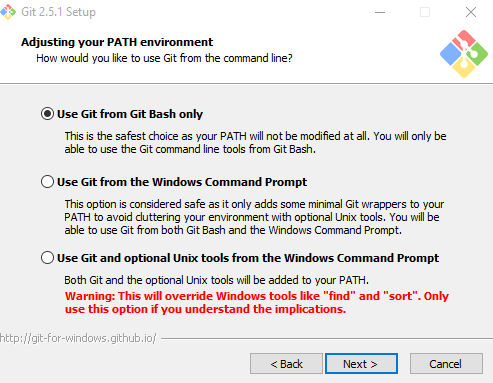 Git 2.5.1 Setup
Adjusting your PATH environment
How would you like to use Git from the command line?
Use Git from Git Bash only
This is the safest choice as your PATH will not be modified at all. You will only be
able to use the Git command line tools from Git Bash.
Use Git from the Windows Command Prompt
This option is considered safe as it only adds some minimal Git wrappers to your
PATH to avoid cluttering your environment with optional Unix tools. You will be
able to use Git from both Git Bash and the Windows Command Prompt.
Use Git and optional Unix tools from the Windows Command Prompt
Both Git and the optional Unix tools will be added to your PATH.
Warning: This will override Windows tools like "find" and "sort". Only
use this option if you understand the implications.
http://git-for-windows.github.io/
< Back
Next >
Cancel